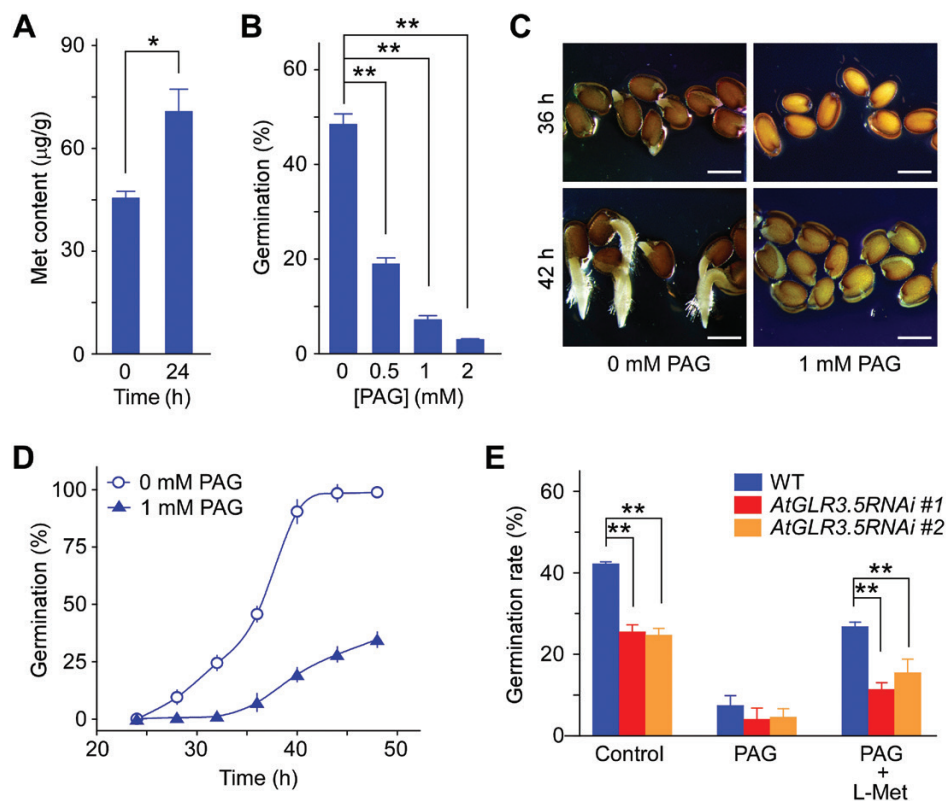 A
Met content (μg/g)
90
60
30
0
*
0 24
Time (h)
B
Germination (%)
60
40
20
0
**
**
**
0 0.5 1 2
[PAG] (mM)
C
36 h
42 h
0 mM PAG 1 mM PAG
D
0 mM PAG
1 mM PAG
Germination (%)
100
75
50
25
0
20 30 40 50
Time (h)
E
WT
AtGLR3.5RNAi #1
AtGLR3.5RNAi #2
Germination rate (%)
60
40
20
0
**
**
**
**
Control PAG PAG
+
L-Met